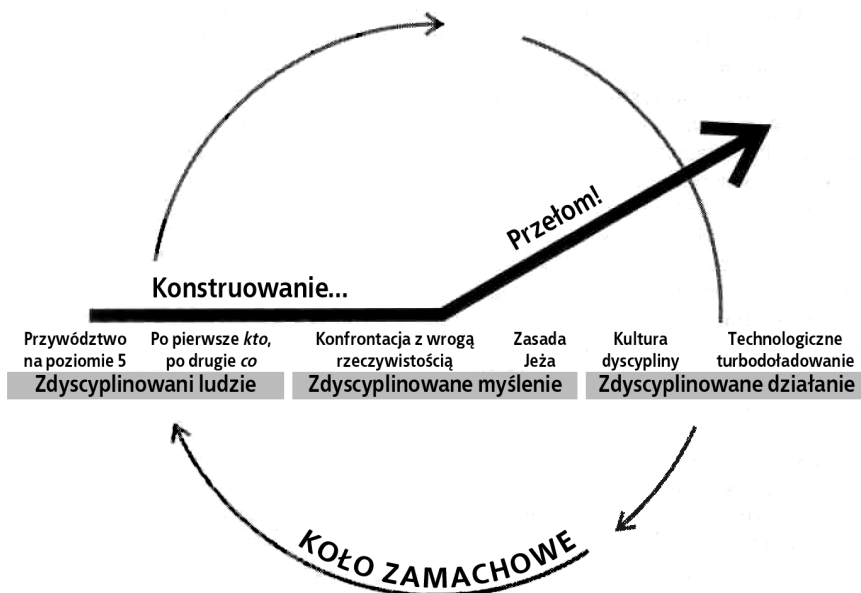 Przełom!
Konstruowanie...
Przywództwo
na poziomie 5
Po pierwsze kto,
po drugie co
Konfrontacja z wrogą
rzeczywistością
Zasada
Jeża
Kultura
dyscypliny
Technologiczne
turbodoładowanie
Zdyscyplinowani ludzie
Zdyscyplinowane myślenie
Zdyscyplinowane działanie
KOŁO ZAMACHOWE